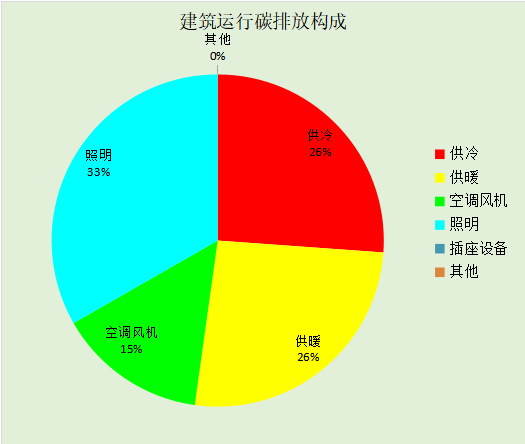 建筑运行碳排放构成
其他
0%
供冷
26%
照明
33%
供暖
26%
空调风机
15%
供冷
供暖
空调风机
照明
插座设备
其他